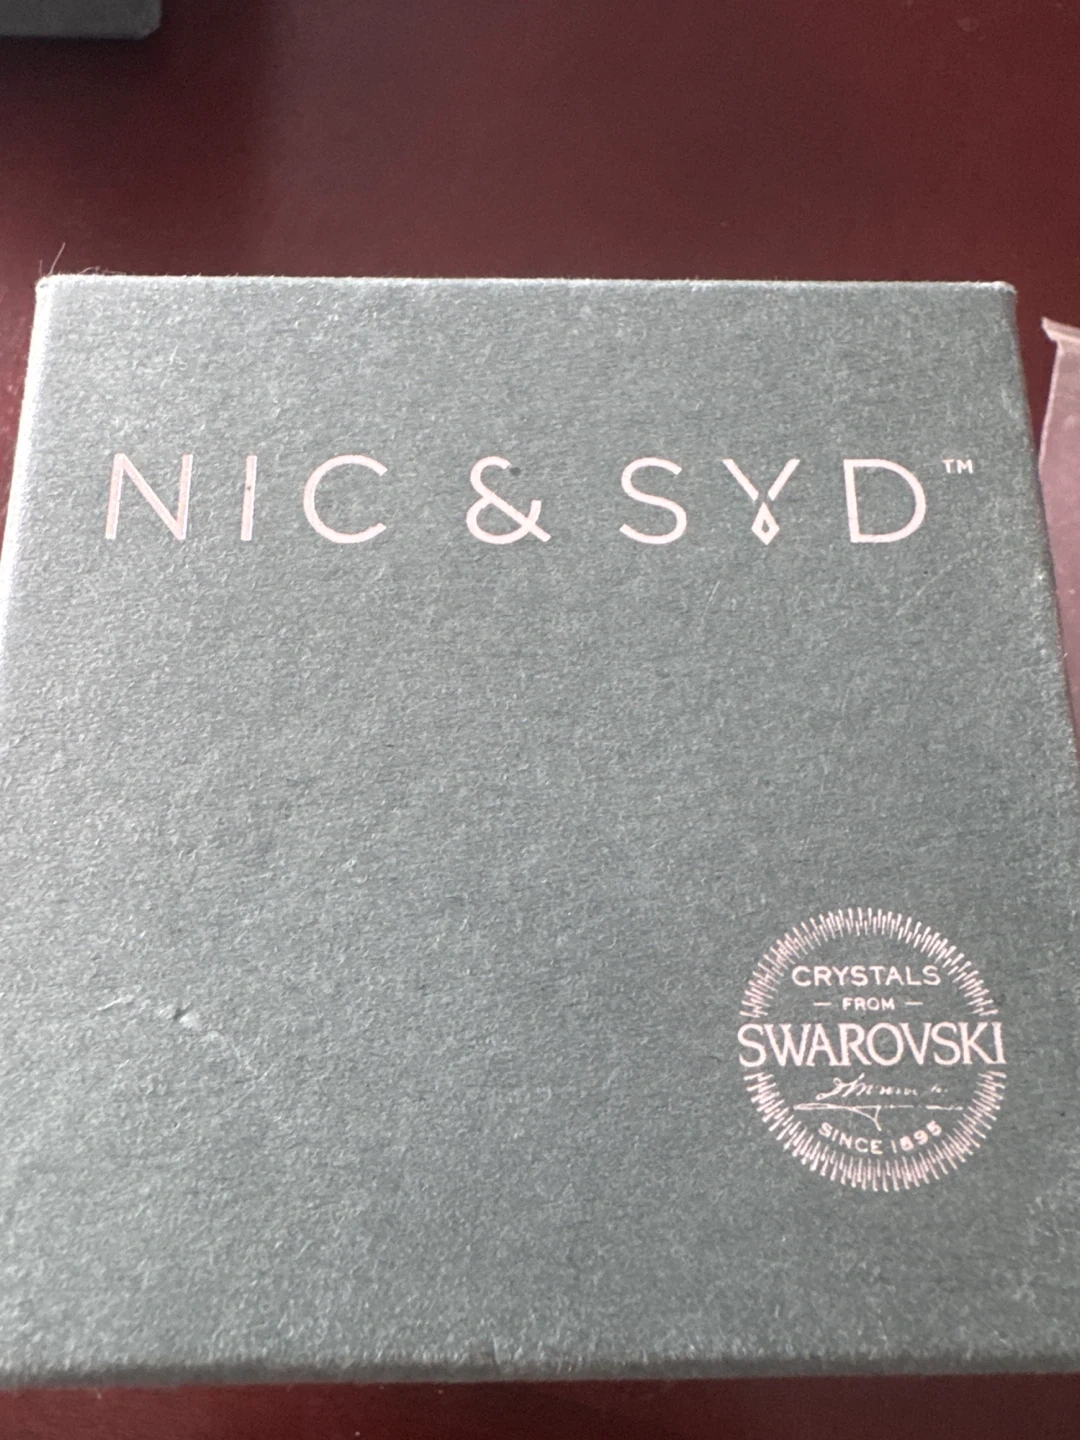 NIC & SYD™
CRYSTALS
— FROM —
SWAROVSKI
SINCE 1895